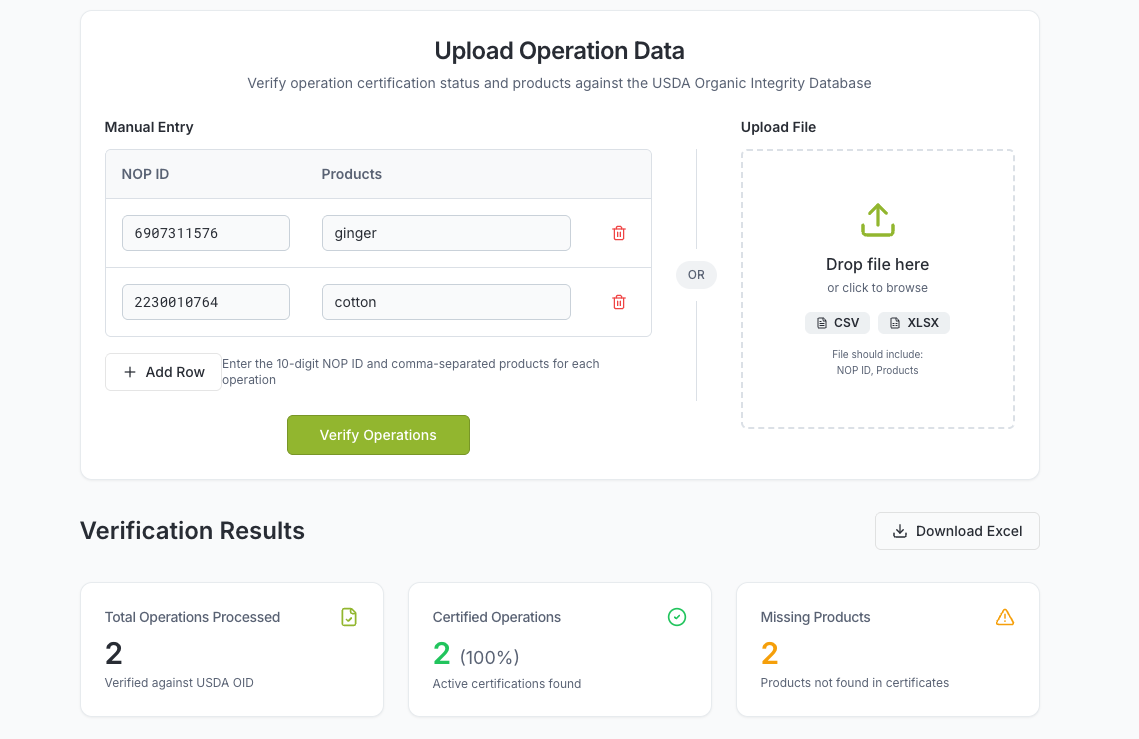 Upload Operation Data
Verify operation certification status and products against the USDA Organic Integrity Database
Manual Entry
NOP ID
Products
6907311576
ginger
2230010764
cotton
Add Row
Enter the 10-digit NOP ID and comma-separated products for each
operation
Verify Operations
OR
Upload File
Drop file here
or click to browse
CSV
XLSX
File should include:
NOP ID, Products
Verification Results
Download Excel
Total Operations Processed
2
Verified against USDA OID
Certified Operations
2 (100%)
Active certifications found
Missing Products
2
Products not found in certificates